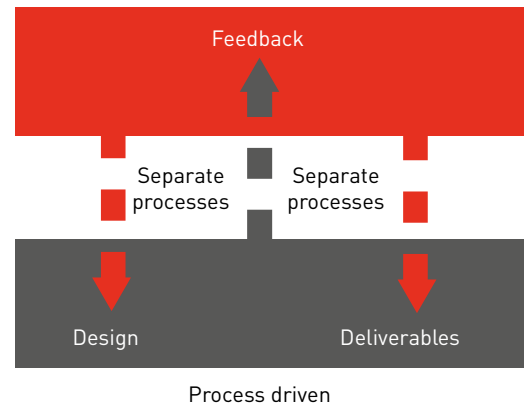 Feedback
Separate
processes
Separate
processes
Design
Deliverables
Process driven